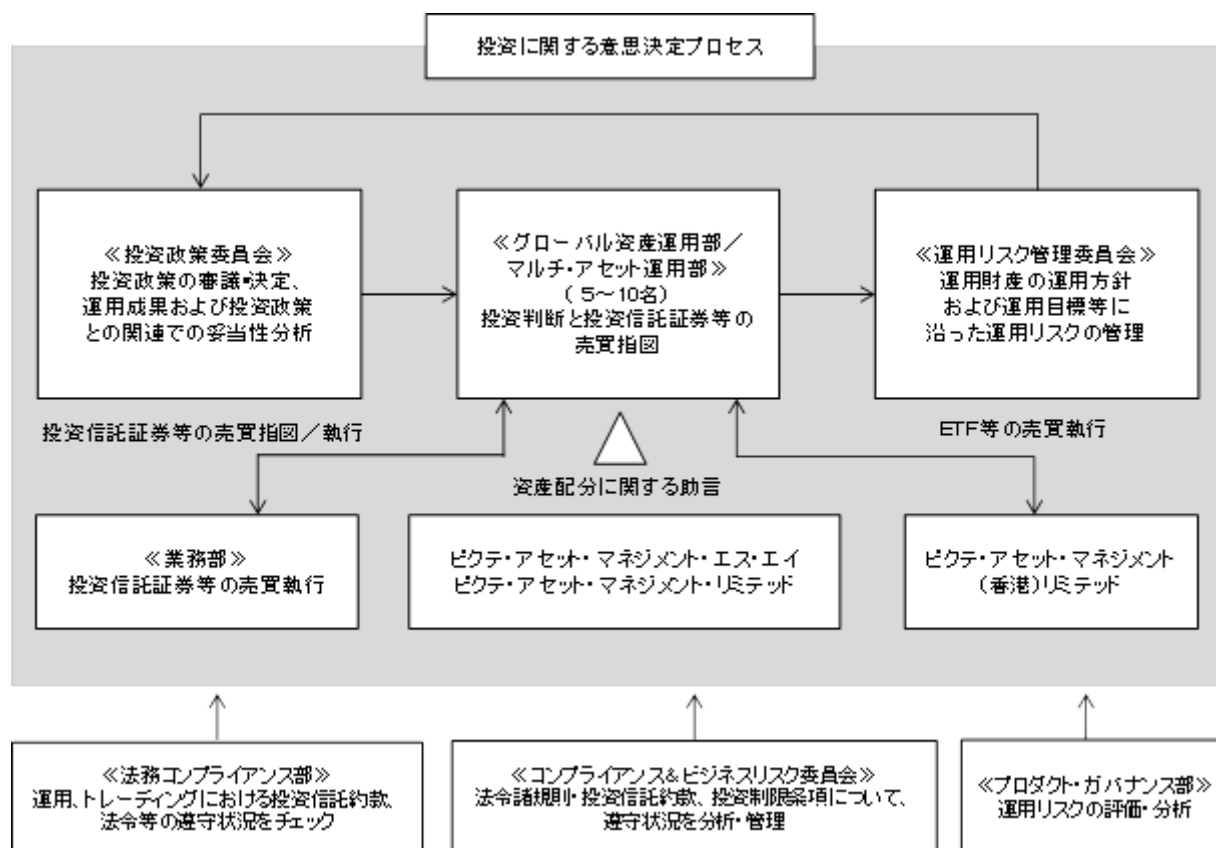 投資に関する意思決定プロセス
≪投資政策委員会≫
投資政策の審議・決定、
運用成果および投資政策
との関連での妥当性分析
≪グローバル資産運用部／
マルチ・アセット運用部≫
（5～10名）
投資判断と投資信託証券等の
売買指図
≪運用リスク管理委員会≫
運用財産の運用方針
および運用目標等に
沿った運用リスクの管理
投資信託証券等の売買指図／執行
ETF等の売買執行
資産配分に関する助言
≪業務部≫
投資信託証券等の売買執行
ピクテ・アセット・マネジメント・エス・エイ
ピクテ・アセット・マネジメント・リミテッド
ピクテ・アセット・マネジメント
（香港）リミテッド
≪法務コンプライアンス部≫
運用、トレーディングにおける投資信託約款、
法令等の遵守状況をチェック
≪コンプライアンス&ビジネスリスク委員会≫
法令諸規則・投資信託約款、投資制限条項について、
遵守状況を分析・管理
≪プロダクト・ガバナンス部≫
運用リスクの評価・分析